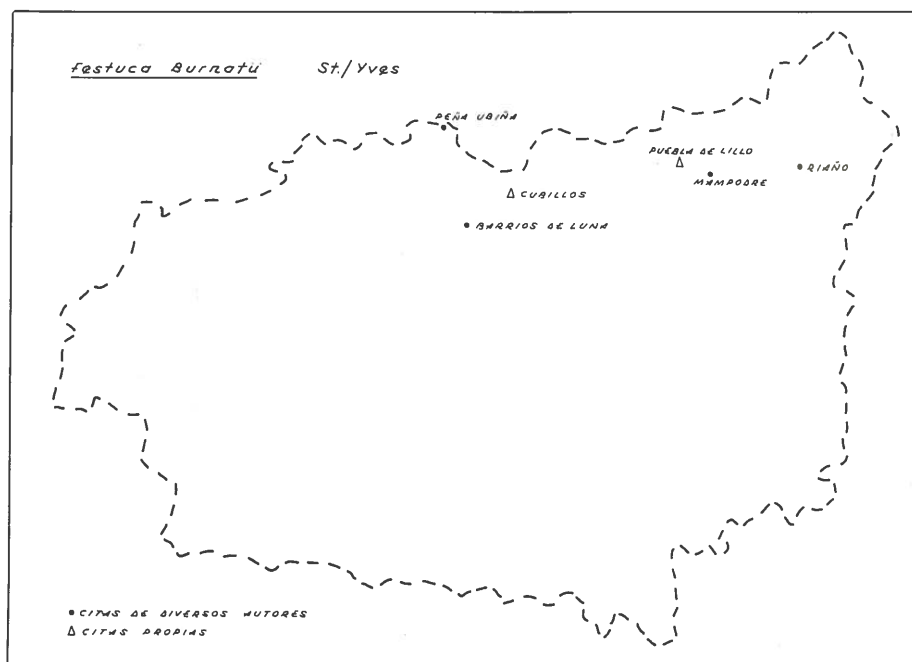 Festuca Burnatii St./Yves
PEÑA UBIÑA
PUEBLA DE LILLO
RIAÑO
MAMPODRE
CUBILLOS
BARRIOS DE LUNA
CITAS DE DIVERSOS AUTORES
CITAS PROPIAS